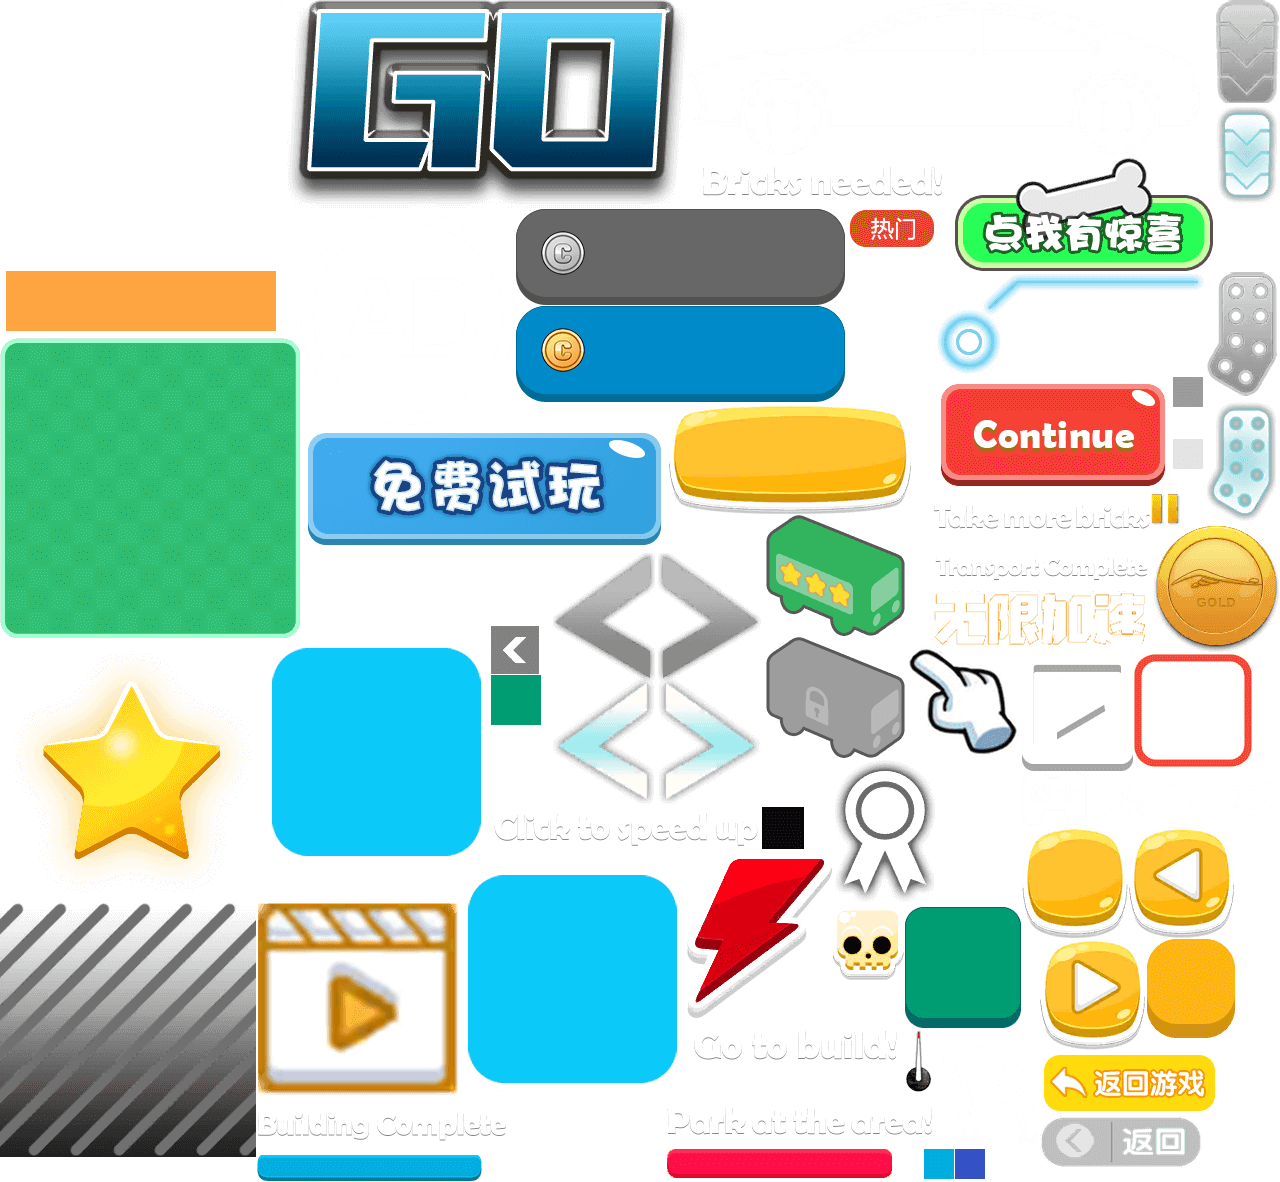 GO
Bricks needed!
热门
点我有惊喜
C
C
Continue
免费试玩
Take more bricks
Transport Complete
GOLD
无限加速
Click to speed up
Go to build!
返回游戏
Building Complete
Park at the area!
返回